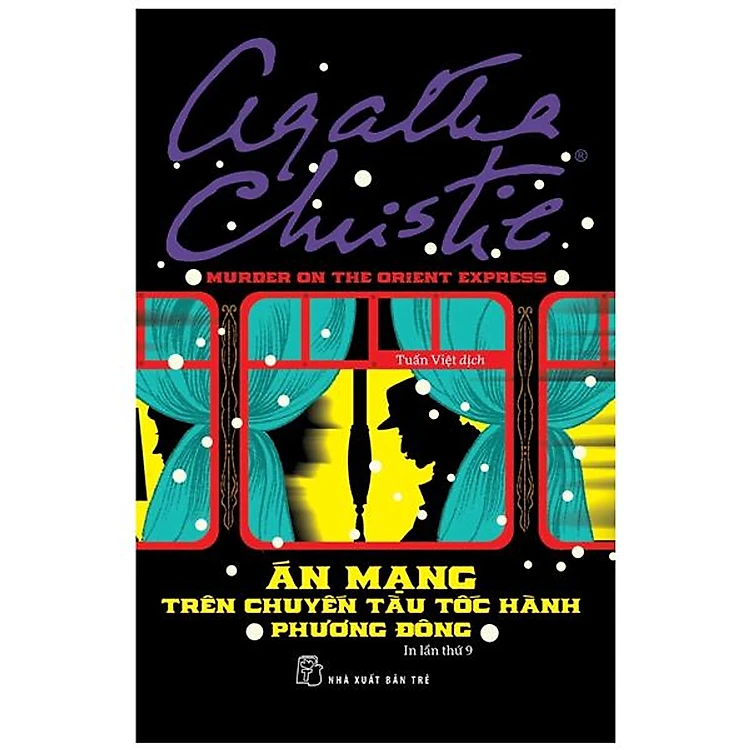 Agatha
Christie®
MURDER ON THE ORIENT EXPRESS
Tuấn Việt dịch
ÁN MẠNG
TRÊN CHUYẾN TÀU TỐC HÀNH
PHƯƠNG ĐÔNG
In lần thứ 9
NHÀ XUẤT BẢN TRẺ